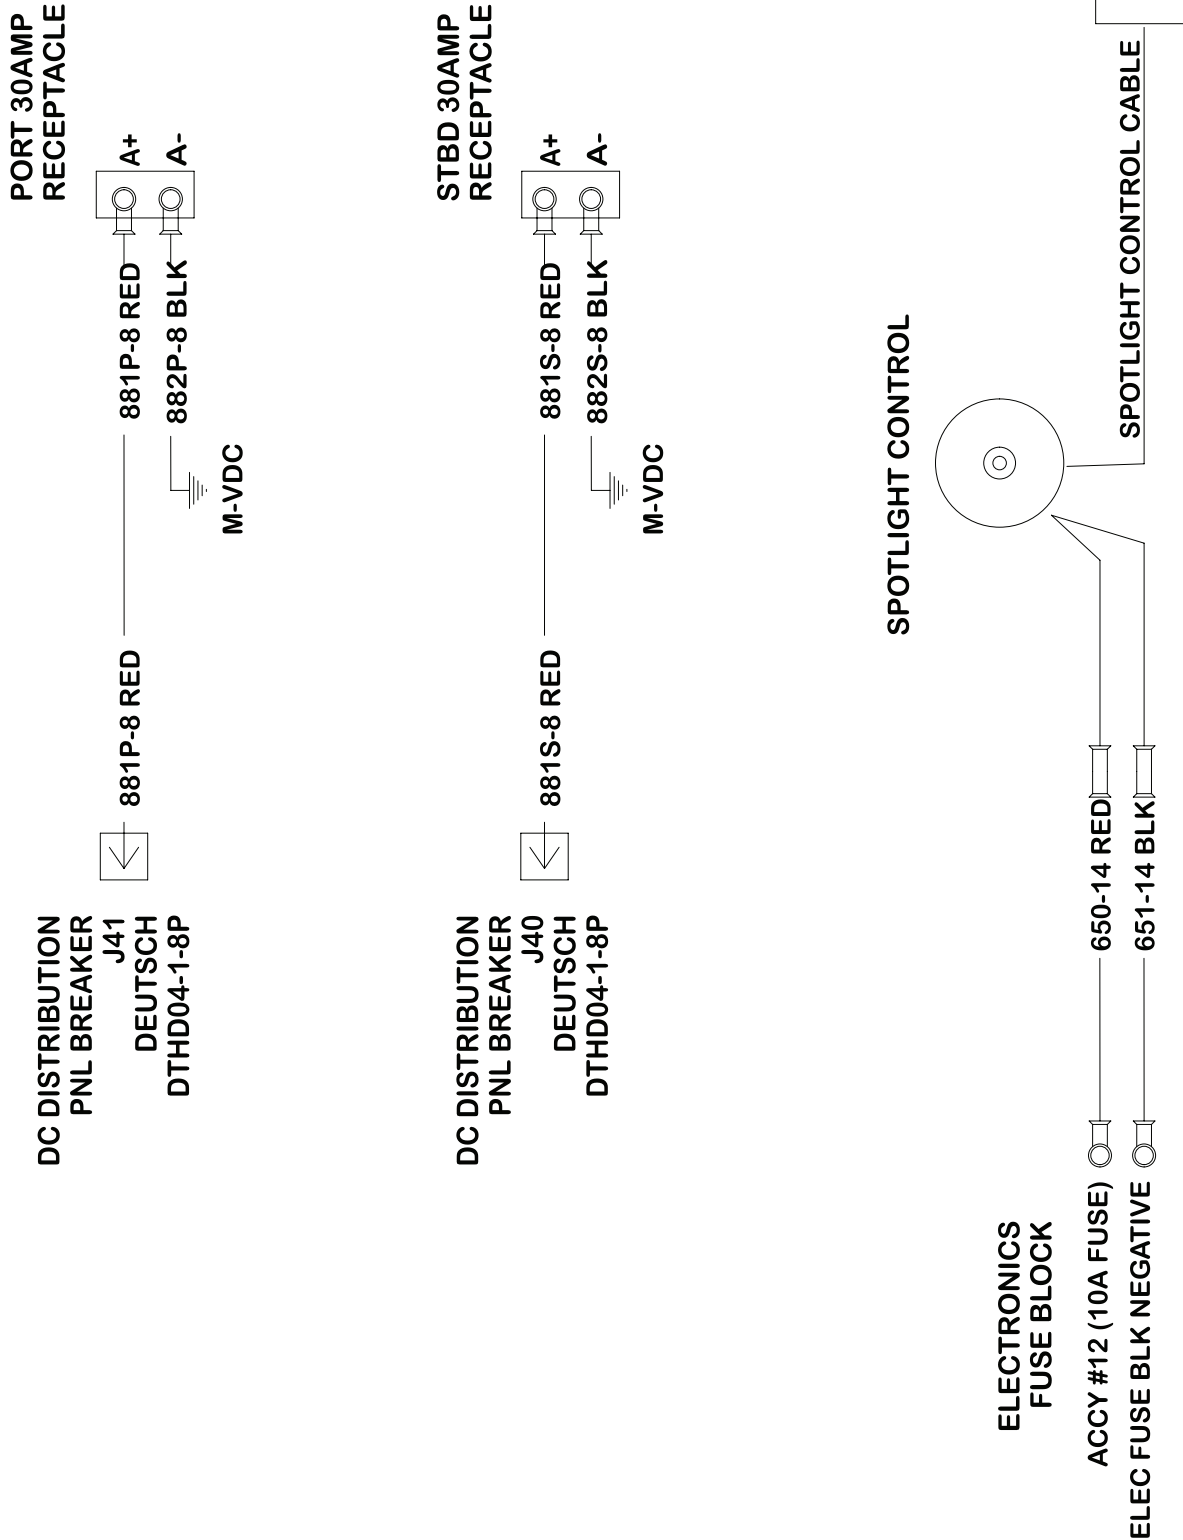 PORT 30AMP
RECEPTACLE
A+
A-
881P-8 RED
882P-8 BLK
M-VDC
881P-8 RED
DC DISTRIBUTION
PNL BREAKER
J41
DEUTSCH
DTHD04-1-8P
STBD 30AMP
RECEPTACLE
A+
A-
881S-8 RED
882S-8 BLK
M-VDC
881S-8 RED
DC DISTRIBUTION
PNL BREAKER
J40
DEUTSCH
DTHD04-1-8P
SPOTLIGHT CONTROL
SPOTLIGHT CONTROL CABLE
650-14 RED
651-14 BLK
ELECTRONICS
FUSE BLOCK
ACCY #12 (10A FUSE)
ELEC FUSE BLK NEGATIVE